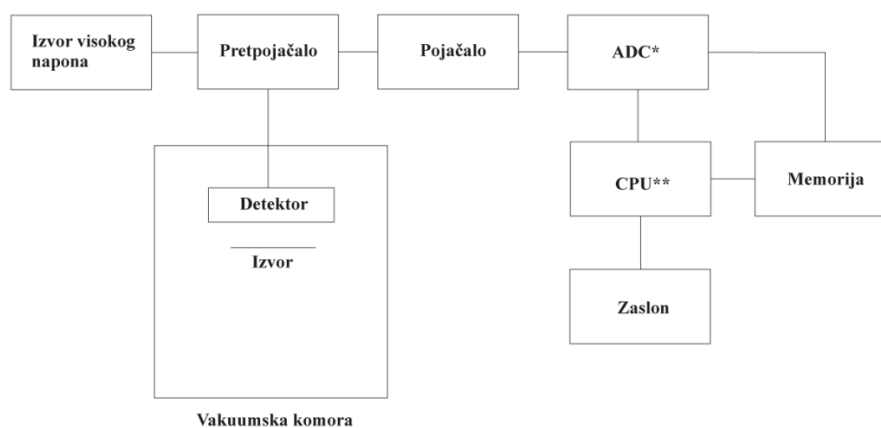 Izvor visokog
napona
Pretpojačalo
Pojačalo
ADC*
CPU**
Memorija
Detektor
Izvor
Zaslon
Vakuumska komora